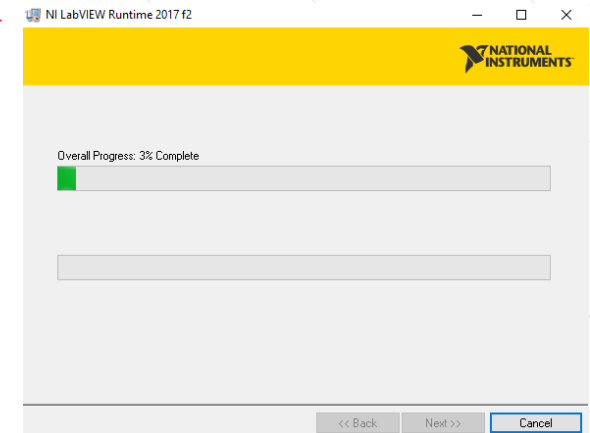 NI LabVIEW Runtime 2017 f2
NATIONAL
INSTRUMENTS
Overall Progress: 3% Complete
<< Back
Next >>
Cancel